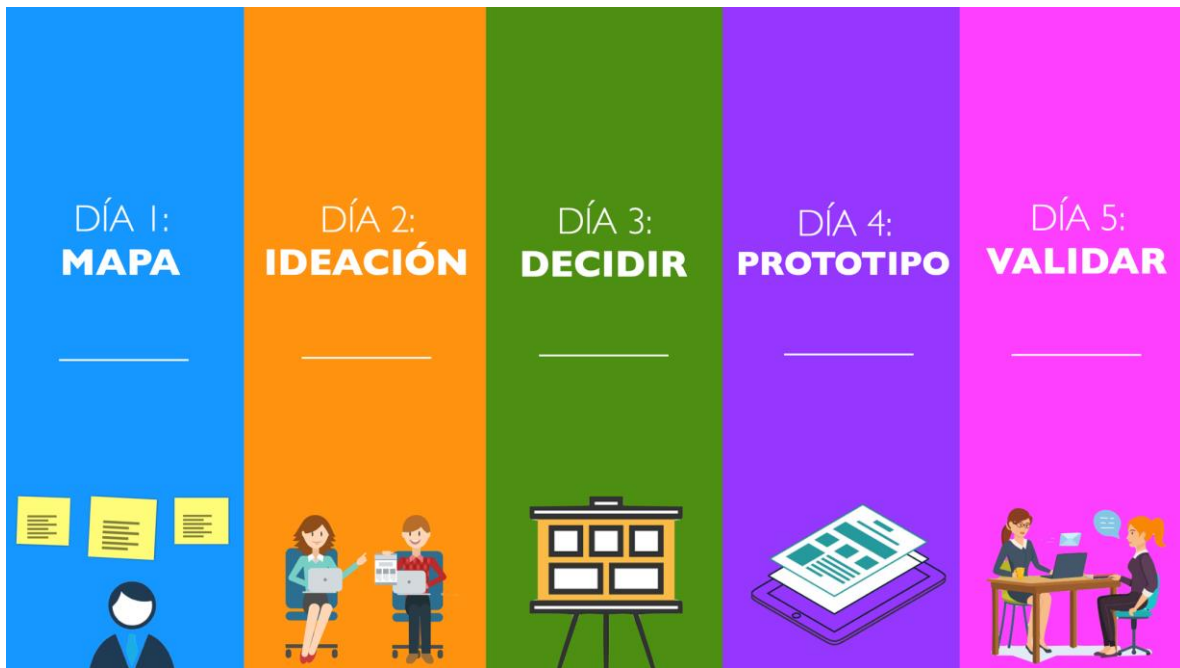 DÍA 1:
MAPA
DÍA 2:
IDEACIÓN
DÍA 3:
DECIDIR
DÍA 4:
PROTOTIPO
DÍA 5:
VALIDAR